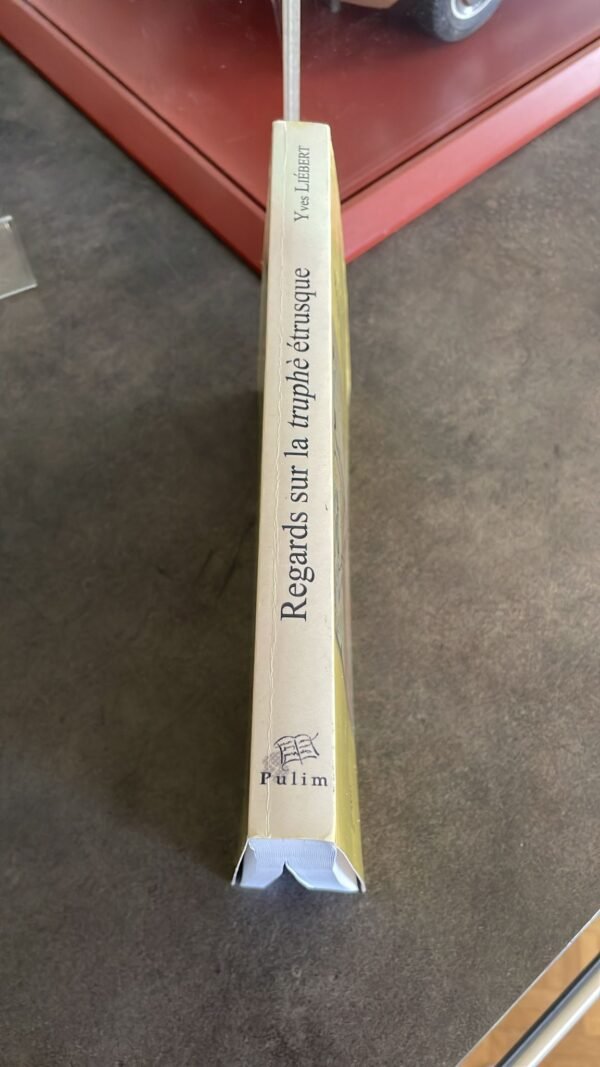 Yves LIÉBERT
Regards sur la truphè étrusque
Pulim